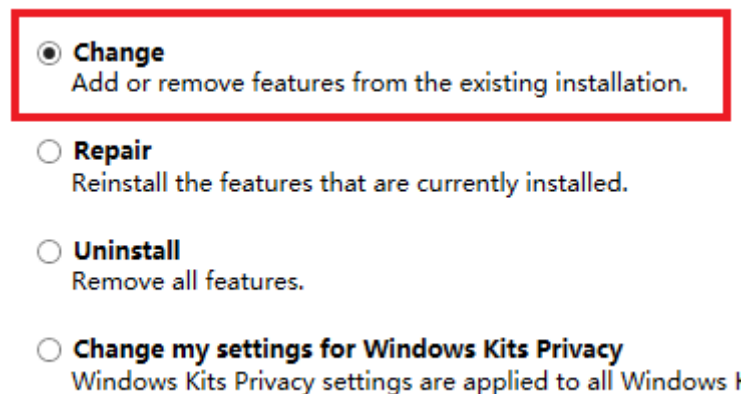 Change
Add or remove features from the existing installation.
Repair
Reinstall the features that are currently installed.
Uninstall
Remove all features.
Change my settings for Windows Kits Privacy
Windows Kits Privacy settings are applied to all Windows